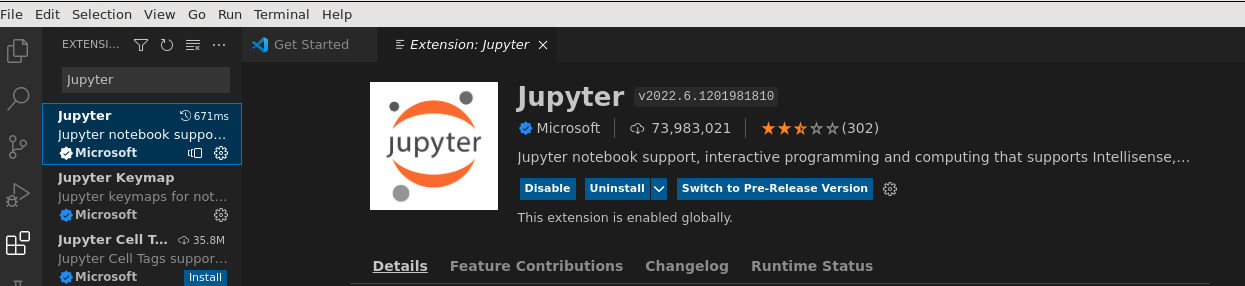 File Edit Selection View Go Run Terminal Help
EXTENSI...
Get Started
Extension: Jupyter
Jupyter
Jupyter 671ms
Jupyter notebook suppo...
Microsoft
Jupyter Keymap
Jupyter keymaps for not...
Microsoft
Jupyter Cell T... 35.8M
Jupyter Cell Tags suppor...
Microsoft Install
jupyter
Jupyter v2022.6.1201981810
Microsoft 73,983,021 (302)
Jupyter notebook support, interactive programming and computing that supports Intellisense,...
Disable Uninstall Switch to Pre-Release Version
This extension is enabled globally.
Details Feature Contributions Changelog Runtime Status